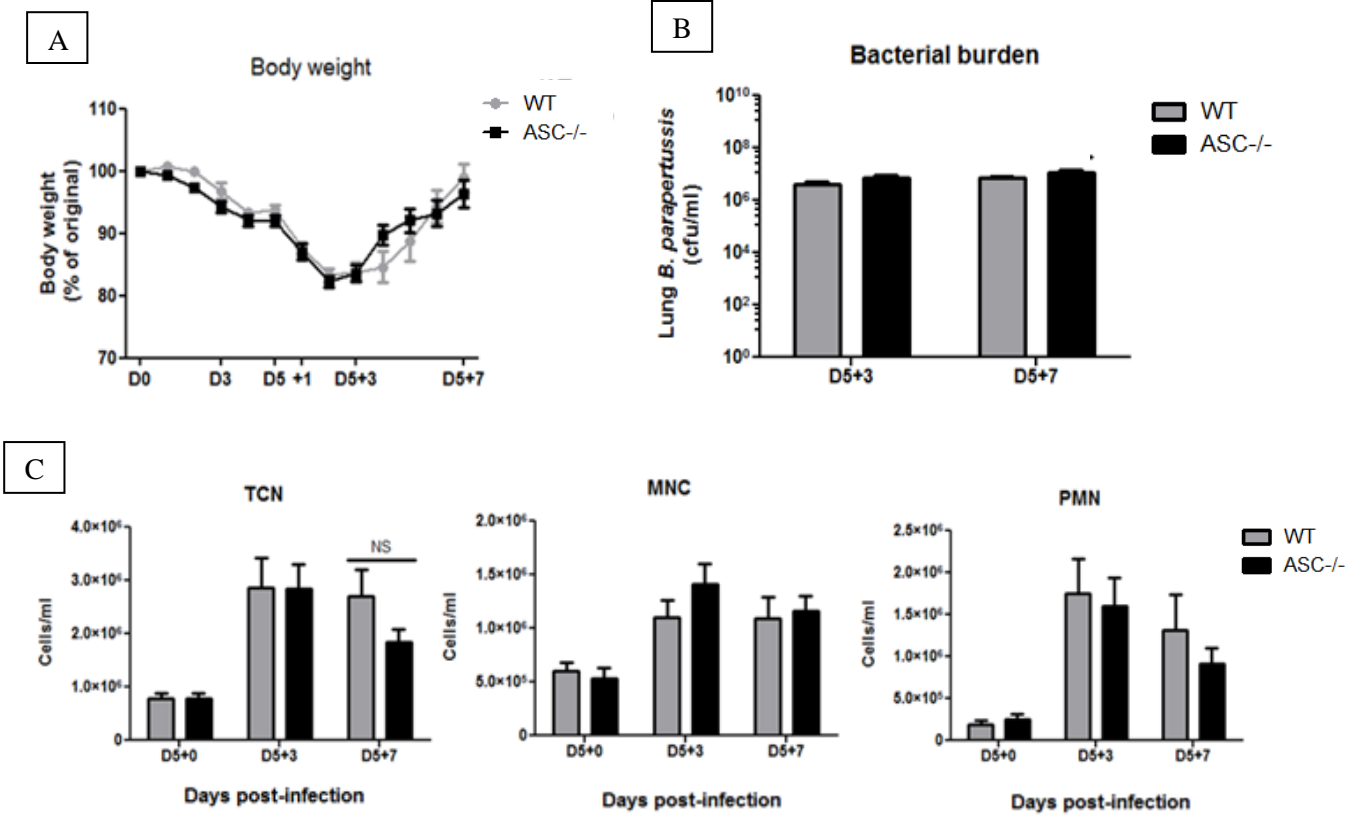 A
Body weight
WT
ASC-/-
110
100
90
80
70
Body weight
(% of original)
D0 D3 D5 +1 D5+3 D5+7
B
Bacterial burden
WT
ASC-/-
10¹⁰
10⁸
10⁶
10⁴
10²
10⁰
Lung B. parapertussis
(cfu/ml)
D5+3 D5+7
C
TCN
4.0×10⁶
3.0×10⁶
2.0×10⁶
1.0×10⁶
0
Cells/ml
NS
D5+0 D5+3 D5+7
Days post-infection
MNC
2.0×10⁶
1.5×10⁶
1.0×10⁶
5.0×10⁵
0
Cells/ml
D5+0 D5+3 D5+7
Days post-infection
PMN
2.5×10⁶
2.0×10⁶
1.5×10⁶
1.0×10⁶
5.0×10⁵
0
Cells/ml
D5+0 D5+3 D5+7
Days post-infection
WT
ASC-/-